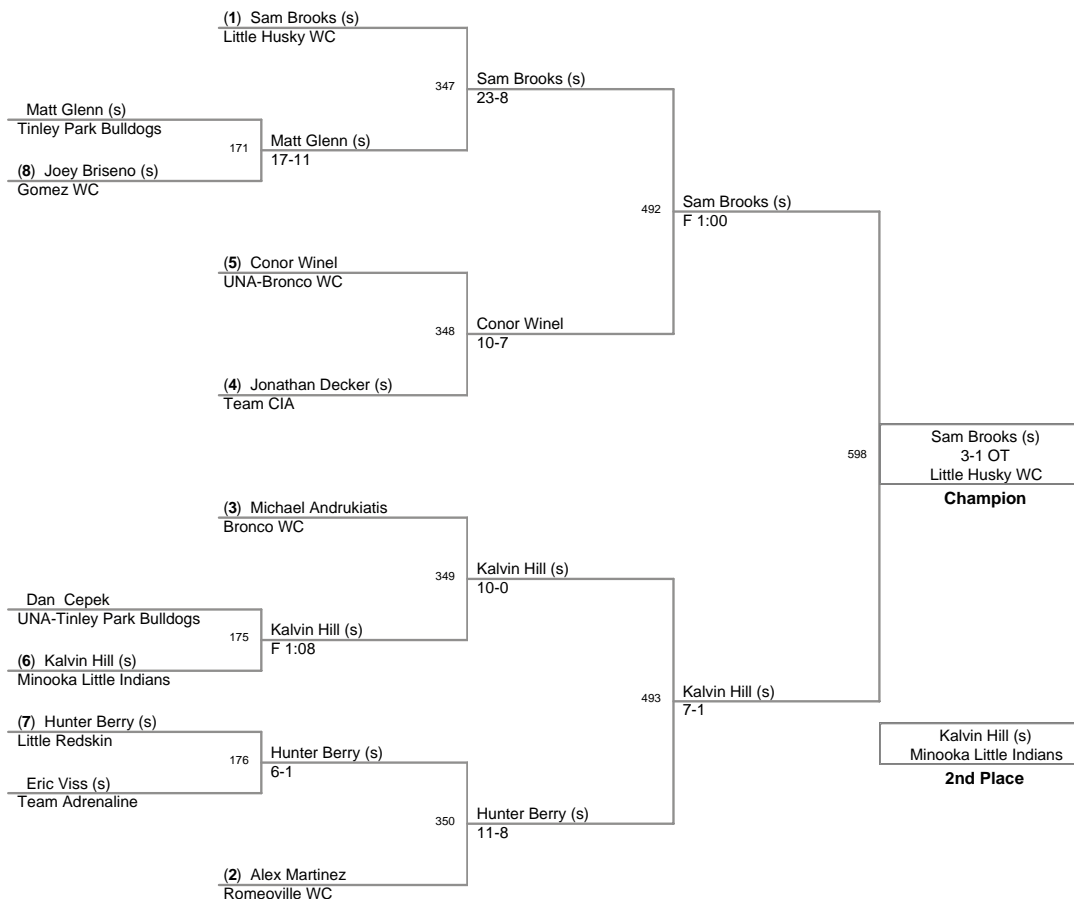 (1) Sam Brooks (s)
Little Husky WC
347
Sam Brooks (s)
23-8
Matt Glenn (s)
Tinley Park Bulldogs
171
Matt Glenn (s)
17-11
(8) Joey Briseno (s)
Gomez WC
492
Sam Brooks (s)
F 1:00
(5) Conor Winel
UNA-Bronco WC
348
Conor Winel
10-7
(4) Jonathan Decker (s)
Team CIA
598
Sam Brooks (s)
3-1 OT
Little Husky WC
Champion
(3) Michael Andrukiatis
Bronco WC
349
Kalvin Hill (s)
10-0
Dan Cepek
UNA-Tinley Park Bulldogs
175
Kalvin Hill (s)
F 1:08
(6) Kalvin Hill (s)
Minooka Little Indians
493
Kalvin Hill (s)
7-1
(7) Hunter Berry (s)
Little Redskin
176
Hunter Berry (s)
6-1
Eric Viss (s)
Team Adrenaline
350
Hunter Berry (s)
11-8
(2) Alex Martinez
Romeoville WC
Kalvin Hill (s)
Minooka Little Indians
2nd Place